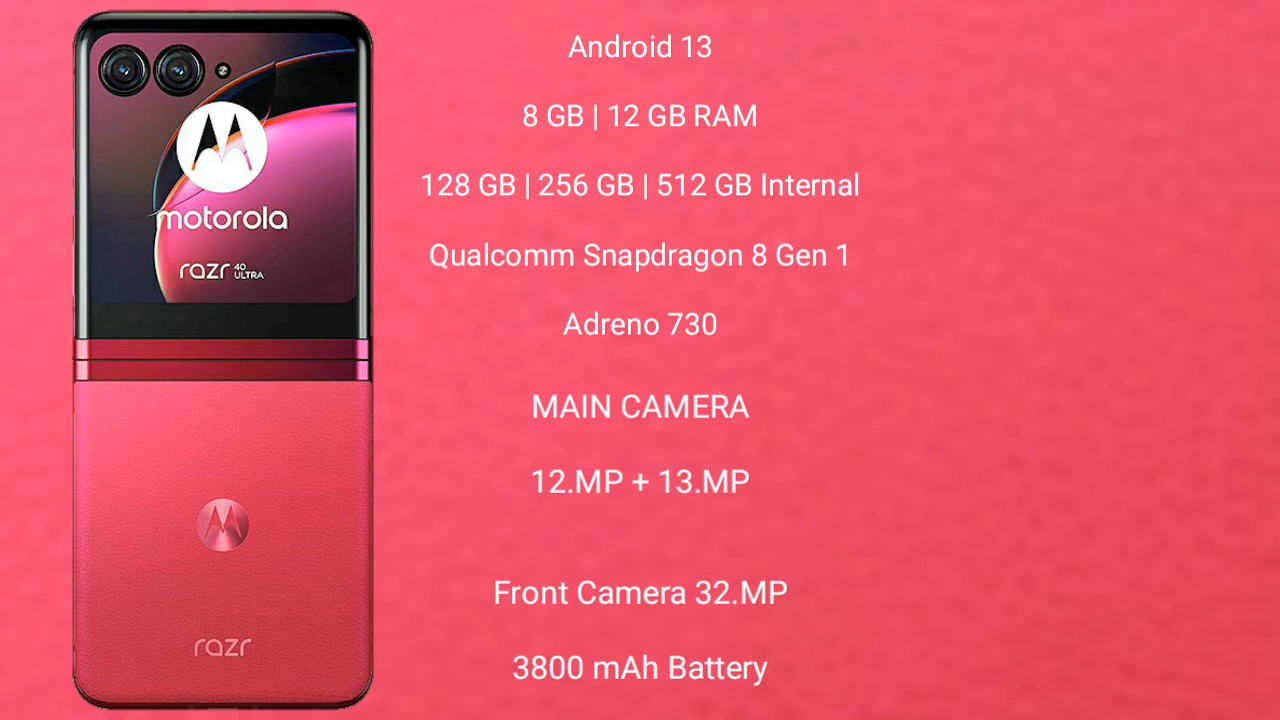 motorola
razr 40 ULTRA
razr
Android 13
8 GB | 12 GB RAM
128 GB | 256 GB | 512 GB Internal
Qualcomm Snapdragon 8 Gen 1
Adreno 730
MAIN CAMERA
12.MP + 13.MP
Front Camera 32.MP
3800 mAh Battery